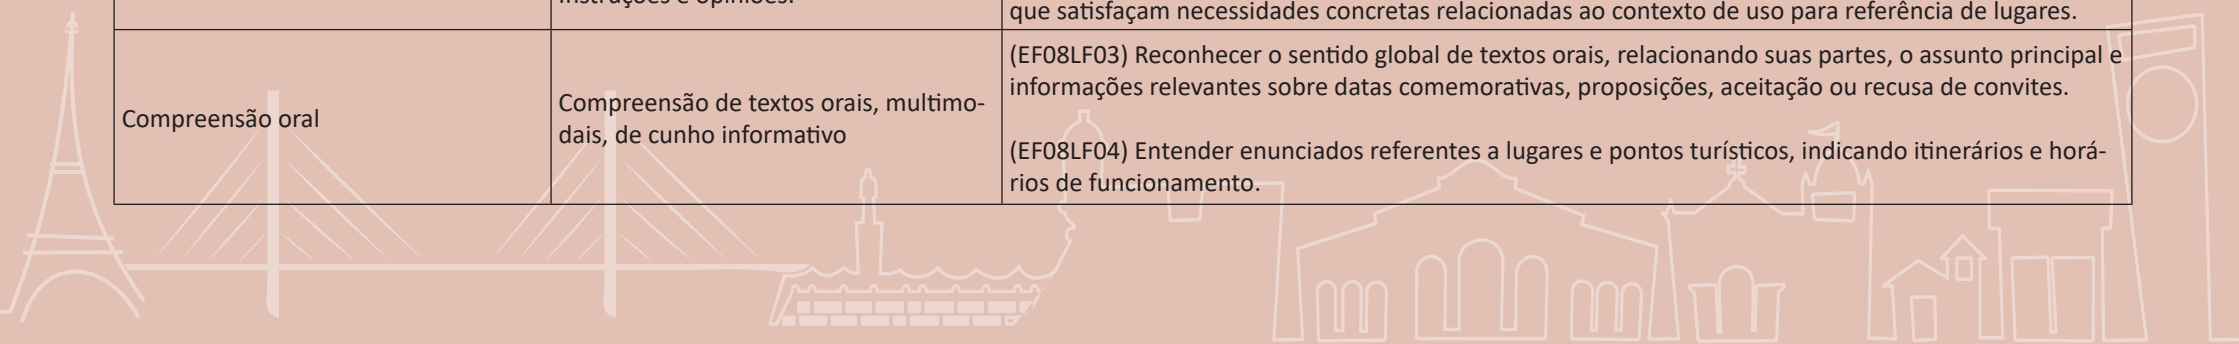 instruções e opiniões.
que satisfaçam necessidades concretas relacionadas ao contexto de uso para referência de lugares.
Compreensão oral
Compreensão de textos orais, multimo-
dais, de cunho informativo
(EF08LF03) Reconhecer o sentido global de textos orais, relacionando suas partes, o assunto principal e
informações relevantes sobre datas comemorativas, proposições, aceitação ou recusa de convites.
(EF08LF04) Entender enunciados referentes a lugares e pontos turísticos, indicando itinerários e horá-
rios de funcionamento.